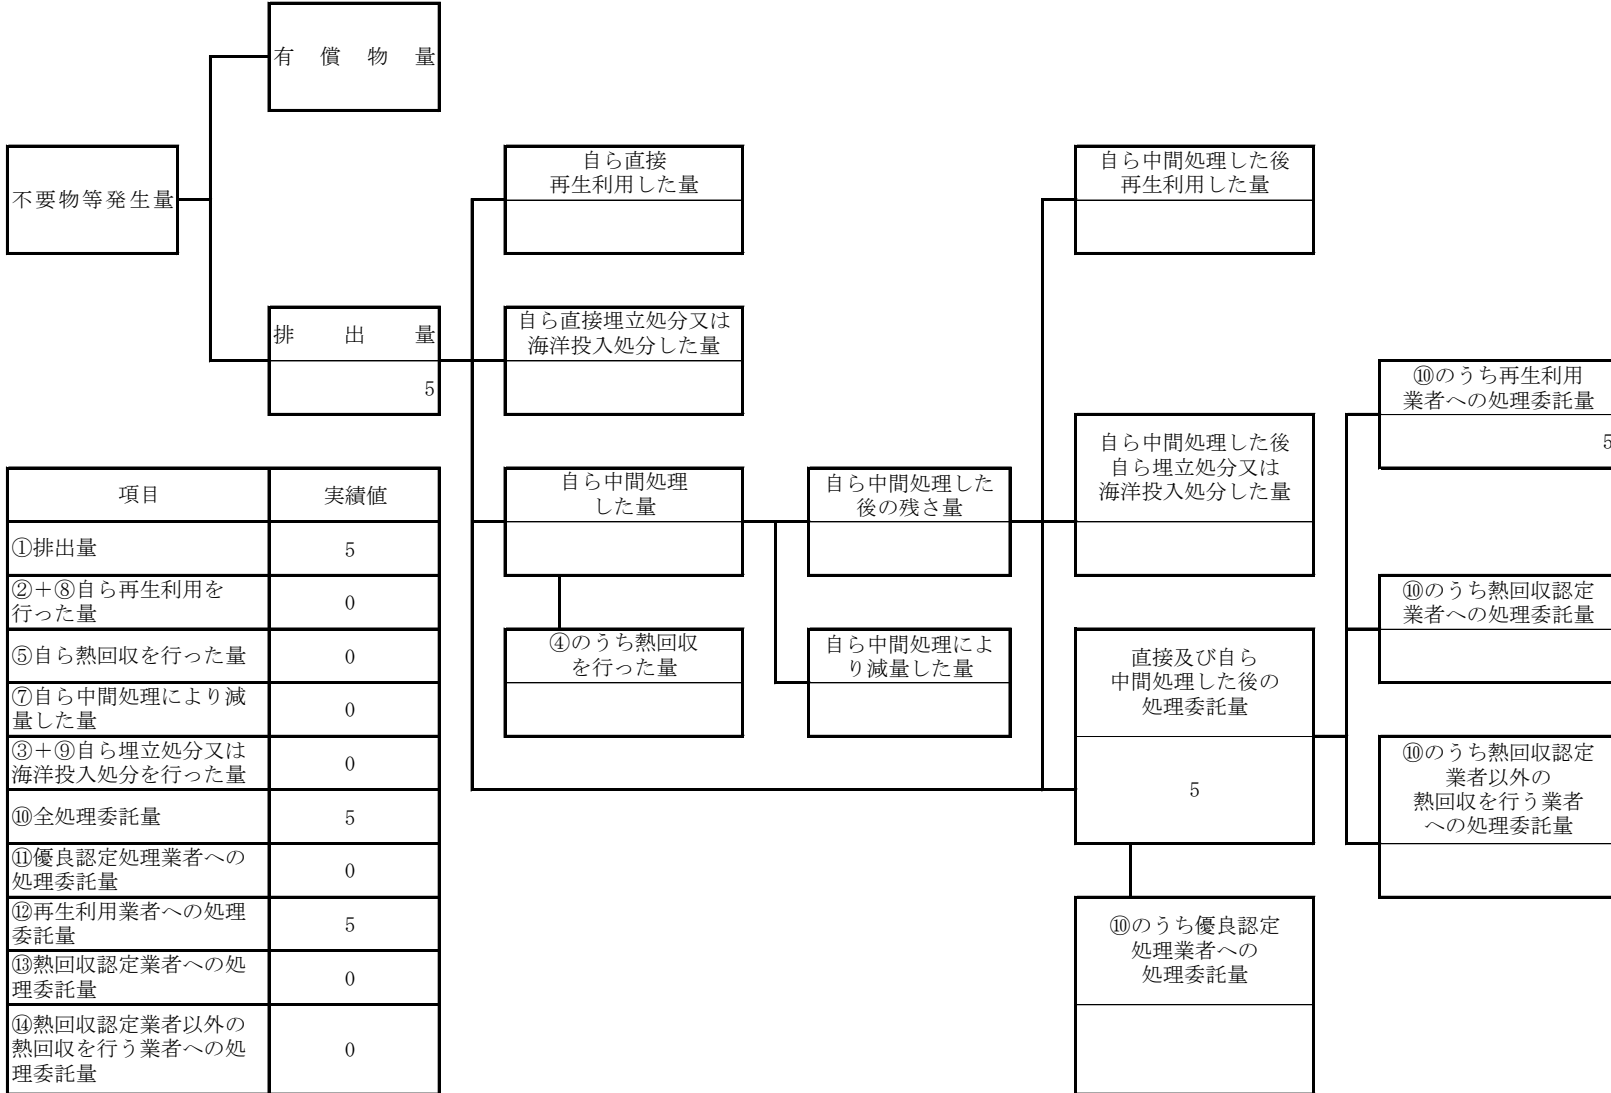 有償物量
不要物等発生量
自ら直接
再生利用した量
自ら中間処理した後
再生利用した量
排出量
5
自ら直接埋立処分又は
海洋投入処分した量
⑩のうち再生利用
業者への処理委託量
5
自ら中間処理した後
自ら埋立処分又は
海洋投入処分した量
自ら中間処理
した量
自ら中間処理した
後の残さ量
⑩のうち熱回収認定
業者への処理委託量
④のうち熱回収
を行った量
自ら中間処理によ
り減量した量
直接及び自ら
中間処理した後の
処理委託量
5
⑩のうち熱回収認定
業者以外の
熱回収を行う業者
への処理委託量
⑩のうち優良認定
処理業者への
処理委託量
項目 実績値
①排出量 5
②+⑧自ら再生利用を
行った量 0
⑤自ら熱回収を行った量 0
⑦自ら中間処理により減
量した量 0
③+⑨自ら埋立処分又は
海洋投入処分を行った量 0
⑩全処理委託量 5
⑪優良認定処理業者への
処理委託量 0
⑫再生利用業者への処理
委託量 5
⑬熱回収認定業者への処
理委託量 0
⑭熱回収認定業者以外の
熱回収を行う業者への処
理委託量 0